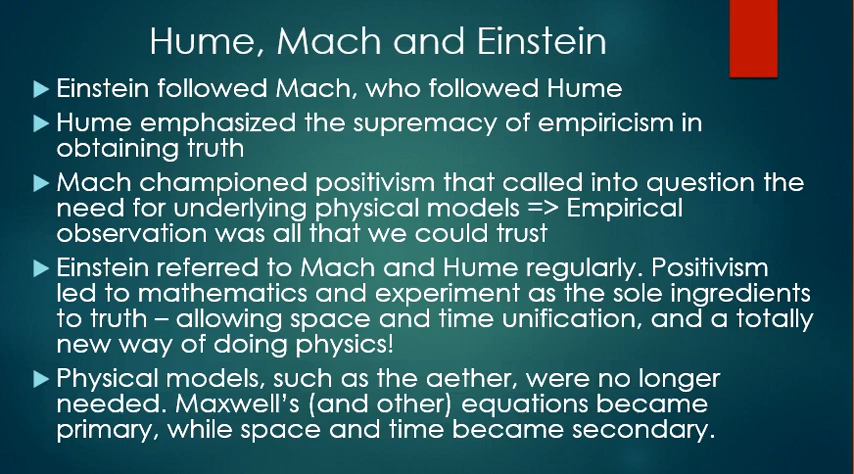 Hume, Mach and Einstein
Einstein followed Mach, who followed Hume
Hume emphasized the supremacy of empiricism in
obtaining truth
Mach championed positivism that called into question the
need for underlying physical models => Empirical
observation was all that we could trust
Einstein referred to Mach and Hume regularly. Positivism
led to mathematics and experiment as the sole ingredients
to truth – allowing space and time unification, and a totally
new way of doing physics!
Physical models, such as the aether, were no longer
needed. Maxwell’s (and other) equations became
primary, while space and time became secondary.